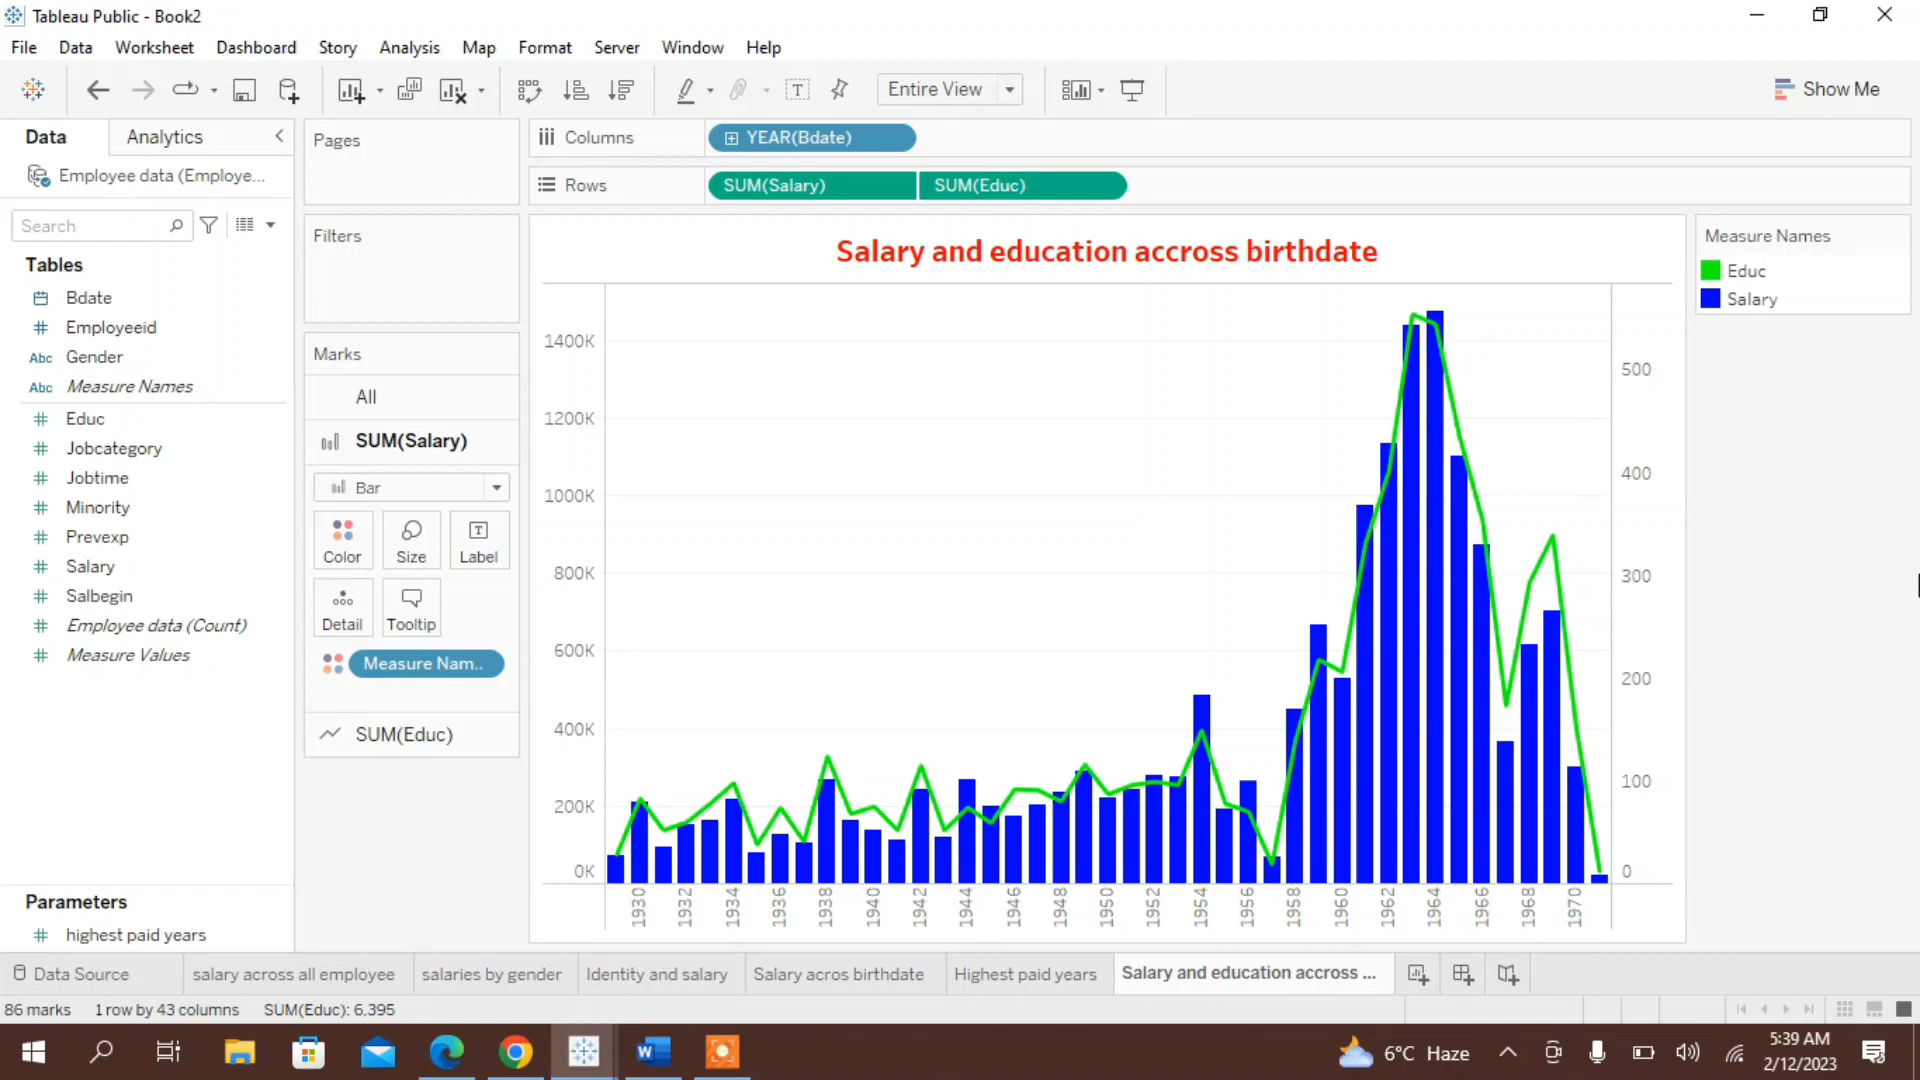 Tableau Public - Book2
File Data Worksheet Dashboard Story Analysis Map Format Server Window Help
Entire View
Show Me
Data Analytics
Employee data (Employe...
Search
Tables
Bdate
Employeeid
Abc Gender
Abc Measure Names
Educ
Jobcategory
Jobtime
Minority
Prevexp
Salary
Salbegin
Employee data (Count)
Measure Values
Parameters
highest paid years
Pages
Filters
Marks
All
SUM(Salary)
Bar
Color Size Label
Detail Tooltip
Measure Nam..
SUM(Educ)
Columns YEAR(Bdate)
Rows SUM(Salary) SUM(Educ)
Salary and education accross birthdate
1400K
1200K
1000K
800K
600K
400K
200K
0K
500
400
300
200
100
0
1930 1932 1934 1936 1938 1940 1942 1944 1946 1948 1950 1952 1954 1956 1958 1960 1962 1964 1966 1968 1970
Measure Names
Educ
Salary
Data Source salary across all employee salaries by gender Identity and salary Salary acros birthdate Highest paid years Salary and education accross ...
86 marks 1 row by 43 columns SUM(Educ): 6,395
6°C Haze
5:39 AM
2/12/2023